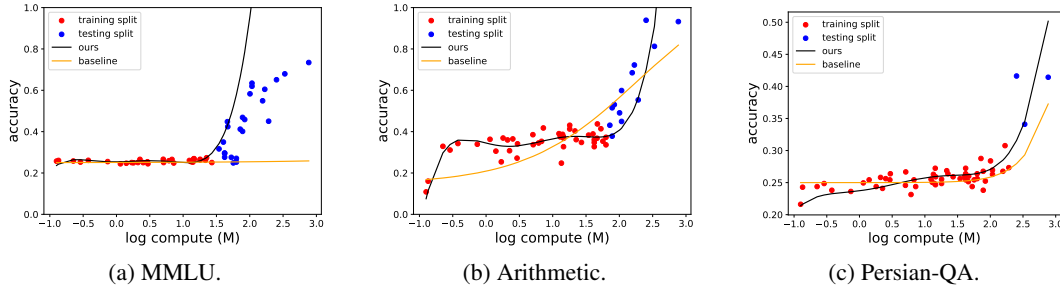 training split
testing split
ours
baseline
accuracy
1.0
0.8
0.6
0.4
0.2
0.0
−1.0 −0.5 0.0 0.5 1.0 1.5 2.0 2.5 3.0
log compute (M)
(a) MMLU.
training split
testing split
ours
baseline
accuracy
1.0
0.8
0.6
0.4
0.2
0.0
−1.0 −0.5 0.0 0.5 1.0 1.5 2.0 2.5 3.0
log compute (M)
(b) Arithmetic.
training split
testing split
ours
baseline
accuracy
0.50
0.45
0.40
0.35
0.30
0.25
0.20
−1.0 −0.5 0.0 0.5 1.0 1.5 2.0 2.5 3.0
log compute (M)
(c) Persian-QA.